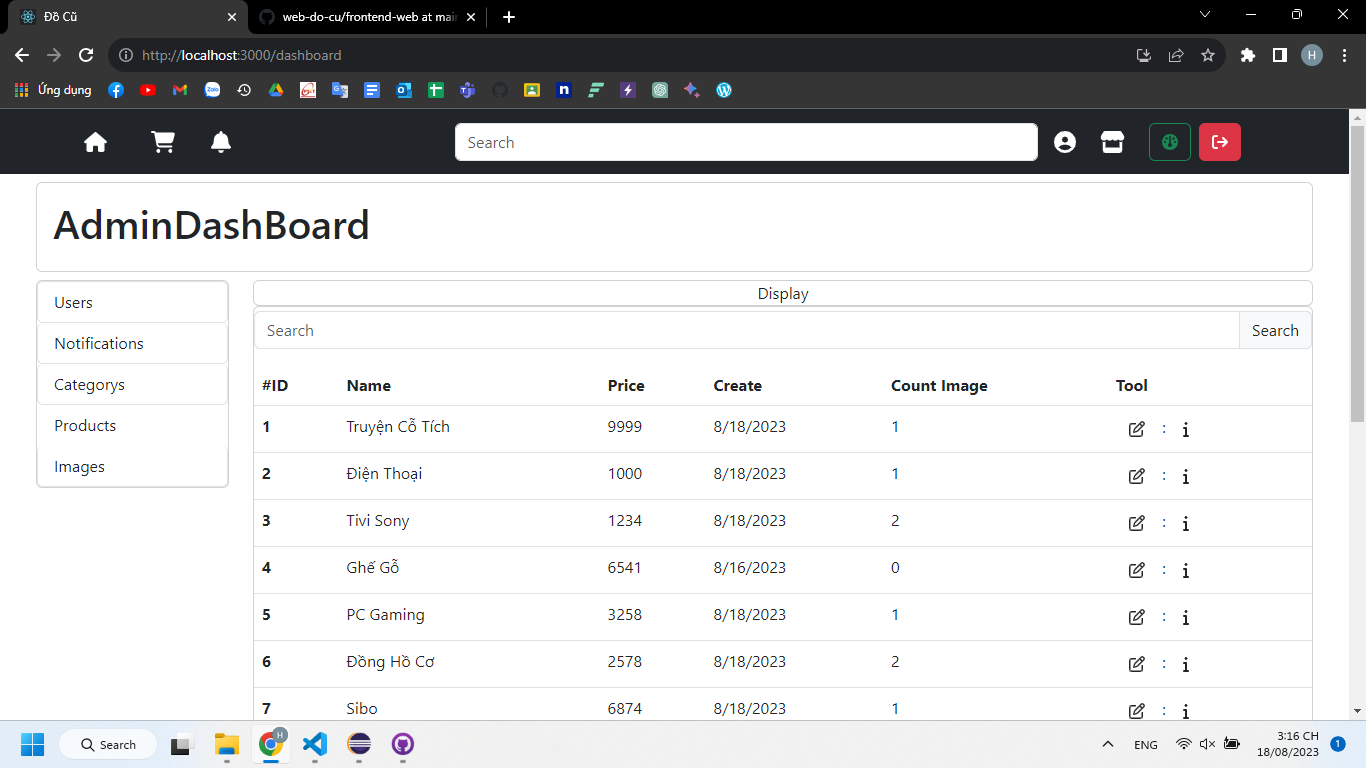 Đồ Cũ
web-do-cu/frontend-web at main
http://localhost:3000/dashboard
H
Ứng dụng
Zalo
n
Search
AdminDashBoard
Users
Notifications
Categorys
Products
Images
Display
Search Search
#ID Name Price Create Count Image Tool
1 Truyện Cổ Tích 9999 8/18/2023 1 :
2 Điện Thoại 1000 8/18/2023 1 :
3 Tivi Sony 1234 8/18/2023 2 :
4 Ghế Gỗ 6541 8/16/2023 0 :
5 PC Gaming 3258 8/18/2023 1 :
6 Đồng Hồ Cơ 2578 8/18/2023 2 :
7 Sibo 6874 8/18/2023 1 :
Search
H
ENG
3:16 CH
18/08/2023
1